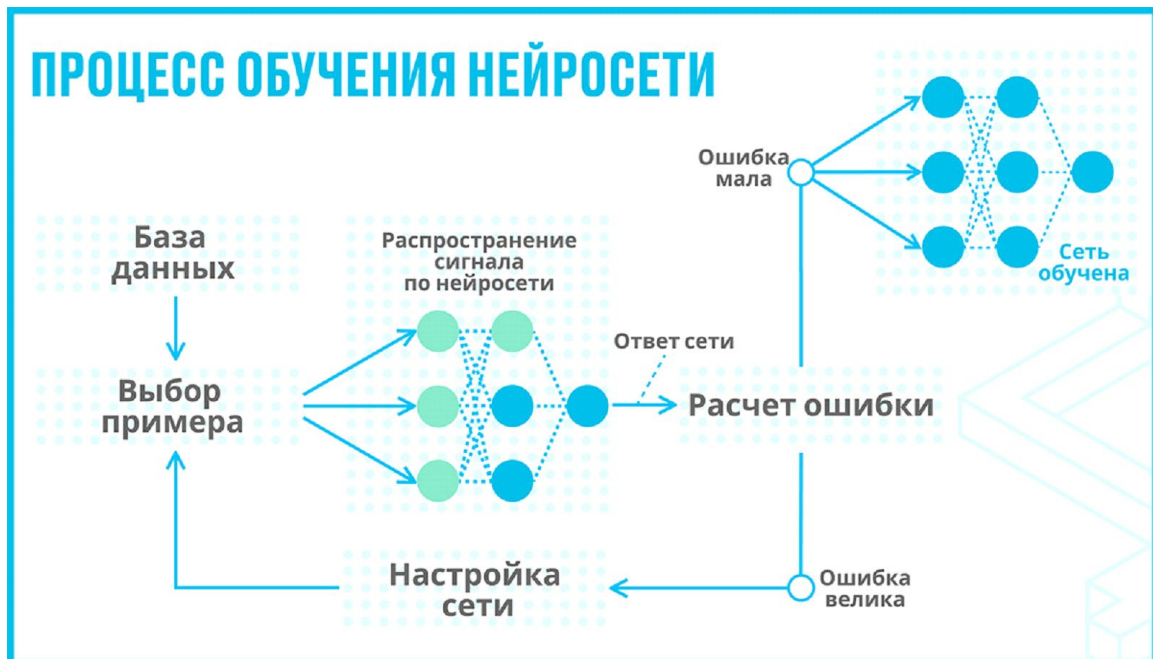 ПРОЦЕСС ОБУЧЕНИЯ НЕЙРОСЕТИ
База
данных
Выбор
примера
Распространение
сигнала
по нейросети
Ответ сети
Расчет ошибки
Ошибка
мала
Сеть
обучена
Ошибка
велика
Настройка
сети